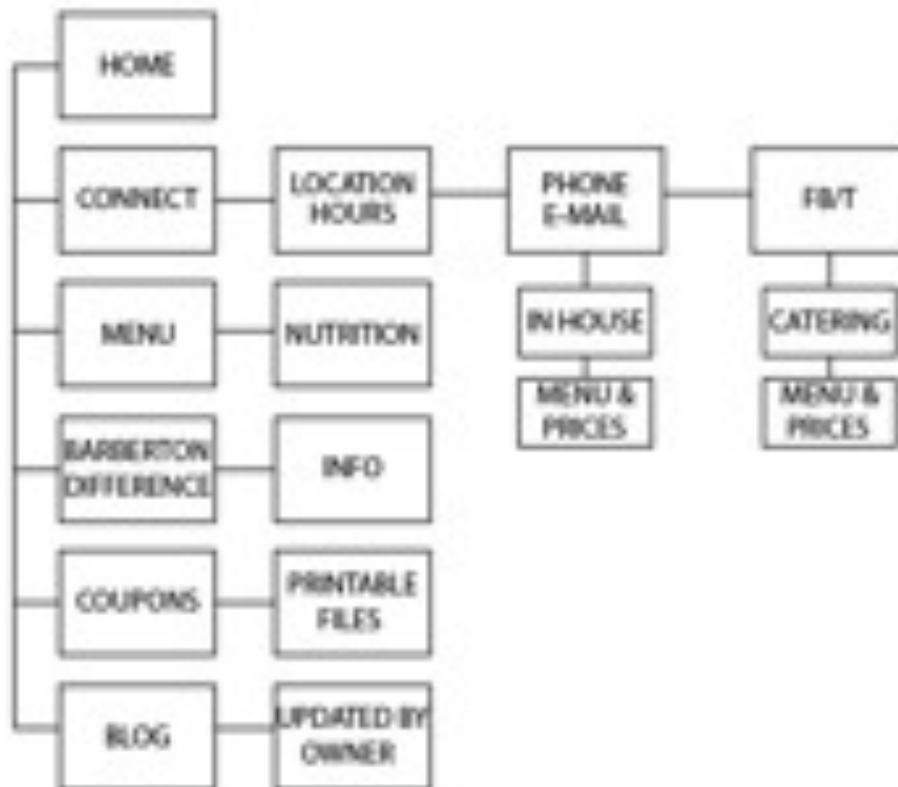 HOME
CONNECT
LOCATION
HOURS
PHONE
E-MAIL
FB/T
MENU
NUTRITION
IN HOUSE
CATERING
MENU &
PRICES
MENU &
PRICES
BARBERTON
DIFFERENCE
INFO
COUPONS
PRINTABLE
FILES
BLOG
UPDATED BY
OWNER